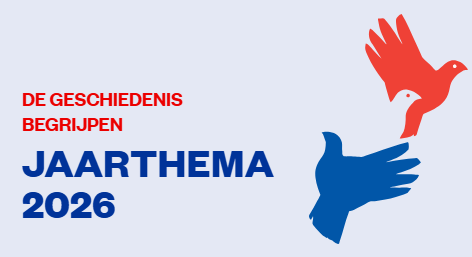 DE GESCHIEDENIS
BEGRIJPEN
JAARTHEMA
2026